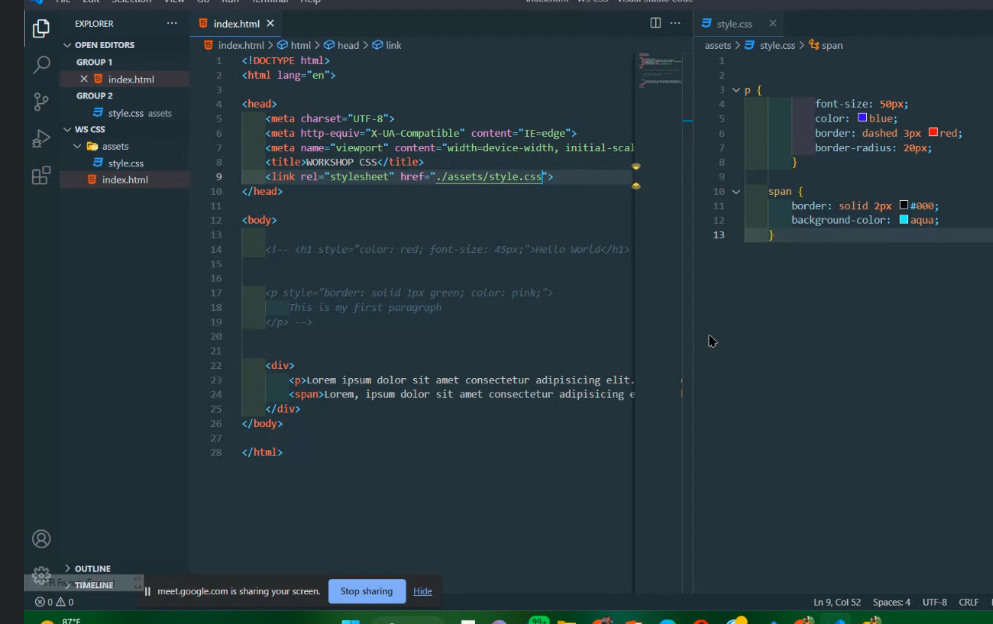 File Edit Selection View Go Run Terminal Help index.html - WS CSS - Visual Studio Code
EXPLORER
OPEN EDITORS
GROUP 1
index.html
GROUP 2
style.css assets
WS CSS
assets
style.css
index.html
OUTLINE
TIMELINE
index.html
index.html > html > head > link
1 <!DOCTYPE html>
2 <html lang="en">
3
4 <head>
5 <meta charset="UTF-8">
6 <meta http-equiv="X-UA-Compatible" content="IE=edge">
7 <meta name="viewport" content="width=device-width, initial-scal
8 <title>WORKSHOP CSS</title>
9 <link rel="stylesheet" href="./assets/style.css">
10 </head>
11
12 <body>
13
14 <!-- <h1 style="color: red; font-size: 45px;">Hello World</h1>
15
16
17 <p style="border: solid 1px green; color: pink;">
18 This is my first paragraph
19 </p> -->
20
21
22 <div>
23 <p>Lorem ipsum dolor sit amet consectetur adipisicing elit.
24 <span>Lorem, ipsum dolor sit amet consectetur adipisicing e
25 </div>
26 </body>
27
28 </html>
style.css
assets > style.css > span
1
2
3 p {
4 font-size: 50px;
5 color: blue;
6 border: dashed 3px red;
7 border-radius: 20px;
8 }
9
10 span {
11 border: solid 2px #000;
12 background-color: aqua;
13 }
meet.google.com is sharing your screen. Stop sharing Hide
0 0 Ln 9, Col 52 Spaces: 4 UTF-8 CRLF
87°F 99+